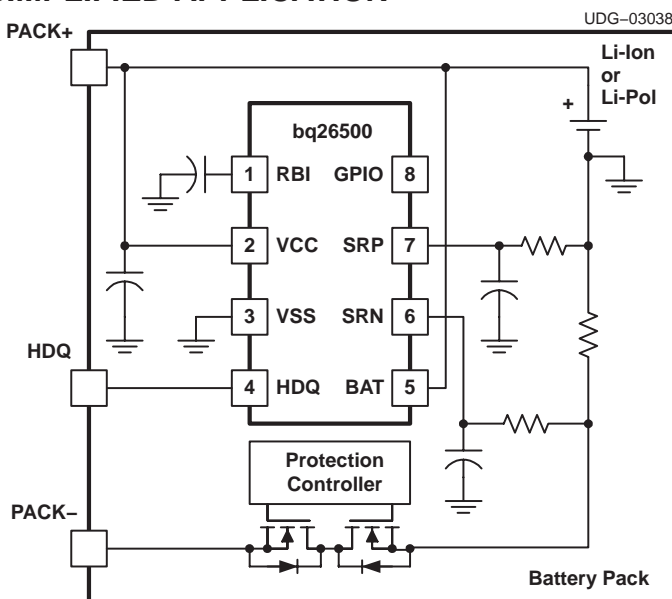 UDG–03038
PACK+
Li-Ion
or
Li-Pol
+
bq26500
1 RBI GPIO 8
2 VCC SRP 7
3 VSS SRN 6
HDQ
4 HDQ BAT 5
Protection
Controller
PACK–
Battery Pack